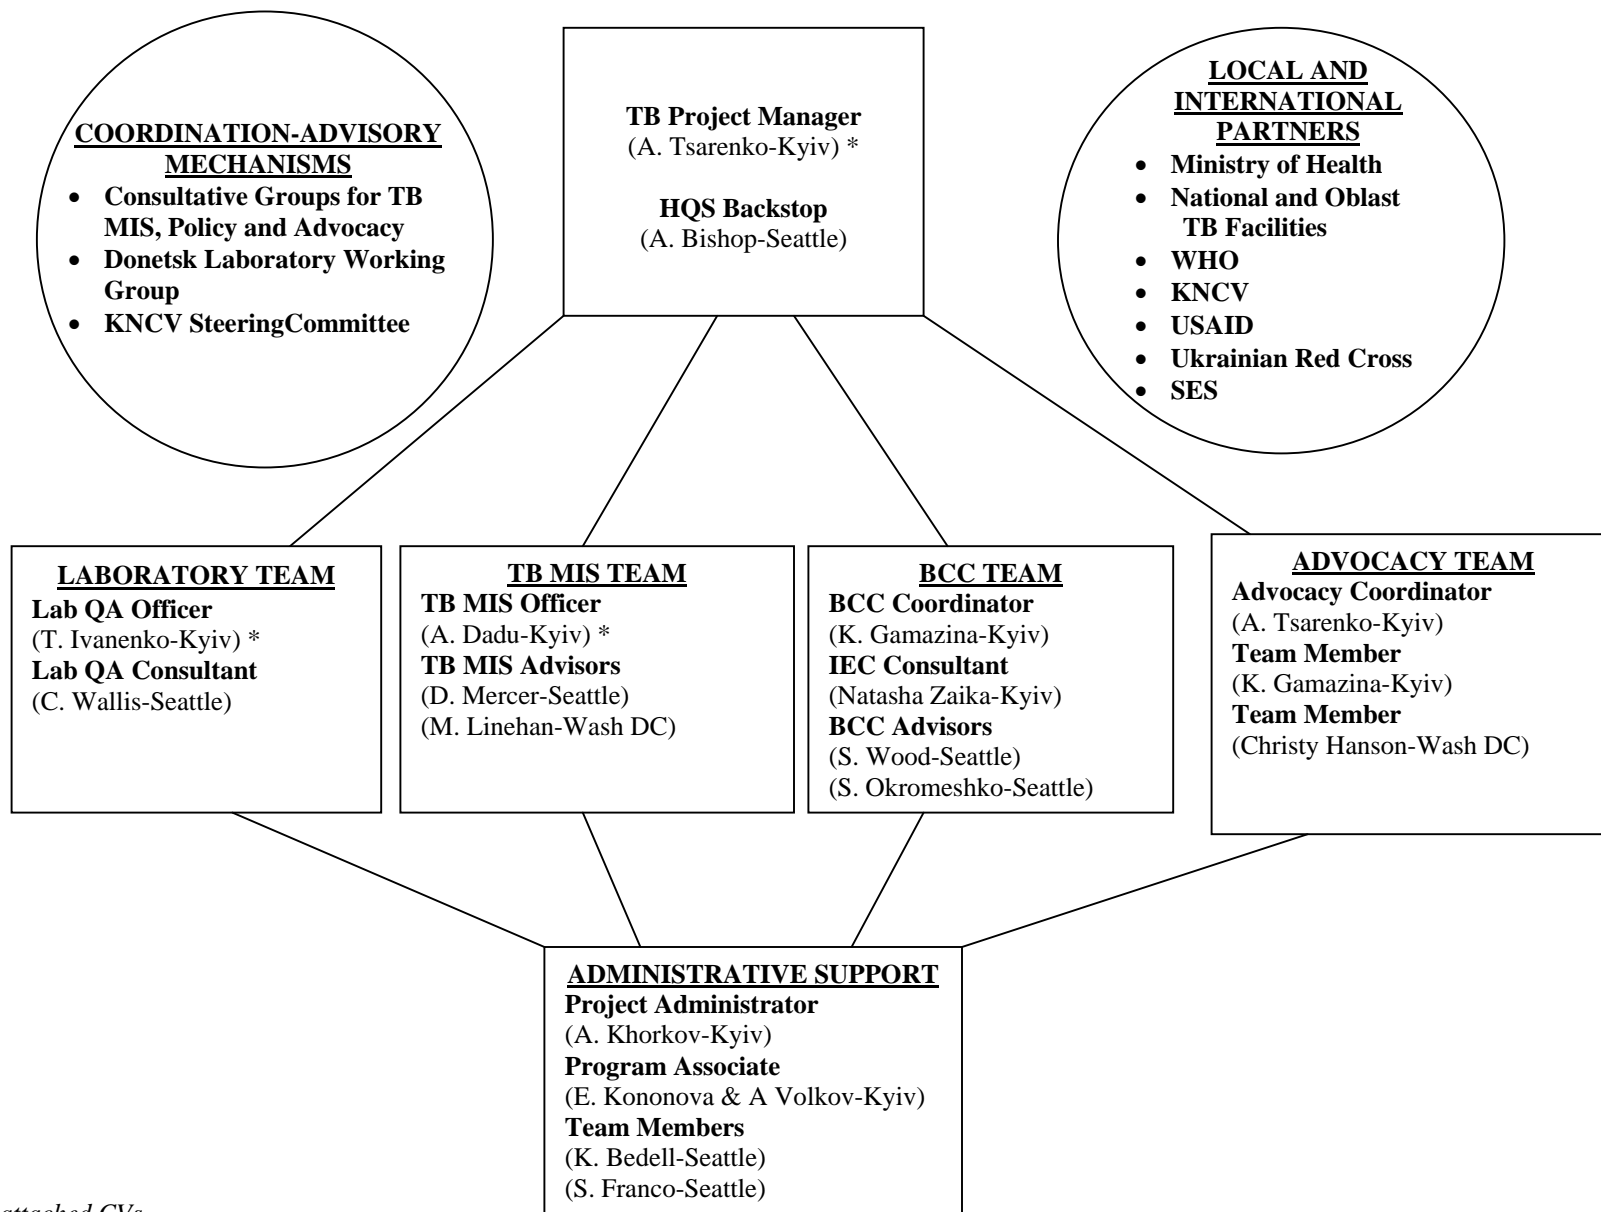 COORDINATION-ADVISORY
MECHANISMS
• Consultative Groups for TB
MIS, Policy and Advocacy
• Donetsk Laboratory Working
Group
• KNCV SteeringCommittee
TB Project Manager
(A. Tsarenko-Kyiv) *
HQS Backstop
(A. Bishop-Seattle)
LOCAL AND
INTERNATIONAL
PARTNERS
• Ministry of Health
• National and Oblast
TB Facilities
• WHO
• KNCV
• USAID
• Ukrainian Red Cross
• SES
LABORATORY TEAM
Lab QA Officer
(T. Ivanenko-Kyiv) *
Lab QA Consultant
(C. Wallis-Seattle)
TB MIS TEAM
TB MIS Officer
(A. Dadu-Kyiv) *
TB MIS Advisors
(D. Mercer-Seattle)
(M. Linehan-Wash DC)
BCC TEAM
BCC Coordinator
(K. Gamazina-Kyiv)
IEC Consultant
(Natasha Zaika-Kyiv)
BCC Advisors
(S. Wood-Seattle)
(S. Okromeshko-Seattle)
ADVOCACY TEAM
Advocacy Coordinator
(A. Tsarenko-Kyiv)
Team Member
(K. Gamazina-Kyiv)
Team Member
(Christy Hanson-Wash DC)
ADMINISTRATIVE SUPPORT
Project Administrator
(A. Khorkov-Kyiv)
Program Associate
(E. Kononova & A Volkov-Kyiv)
Team Members
(K. Bedell-Seattle)
(S. Franco-Seattle)
attached CVs